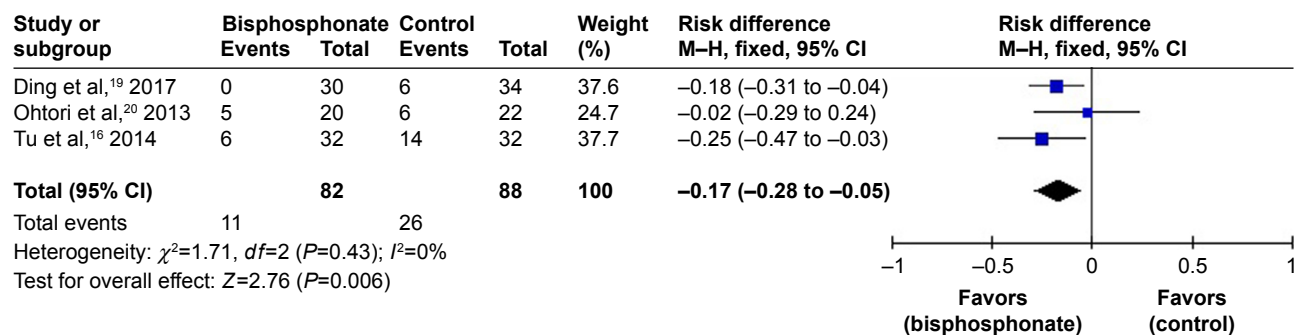 Study or Bisphosphonate Control Weight Risk difference Risk difference
subgroup Events Total Events Total (%) M–H, fixed, 95% CI M–H, fixed, 95% CI
Ding et al,¹⁹ 2017 0 30 6 34 37.6 –0.18 (–0.31 to –0.04)
Ohtori et al,²⁰ 2013 5 20 6 22 24.7 –0.02 (–0.29 to 0.24)
Tu et al,¹⁶ 2014 6 32 14 32 37.7 –0.25 (–0.47 to –0.03)
Total (95% CI) 82 88 100 –0.17 (–0.28 to –0.05)
Total events 11 26
Heterogeneity: χ²=1.71, df=2 (P=0.43); I²=0%
Test for overall effect: Z=2.76 (P=0.006)
–1 –0.5 0 0.5 1
Favors Favors
(bisphosphonate) (control)